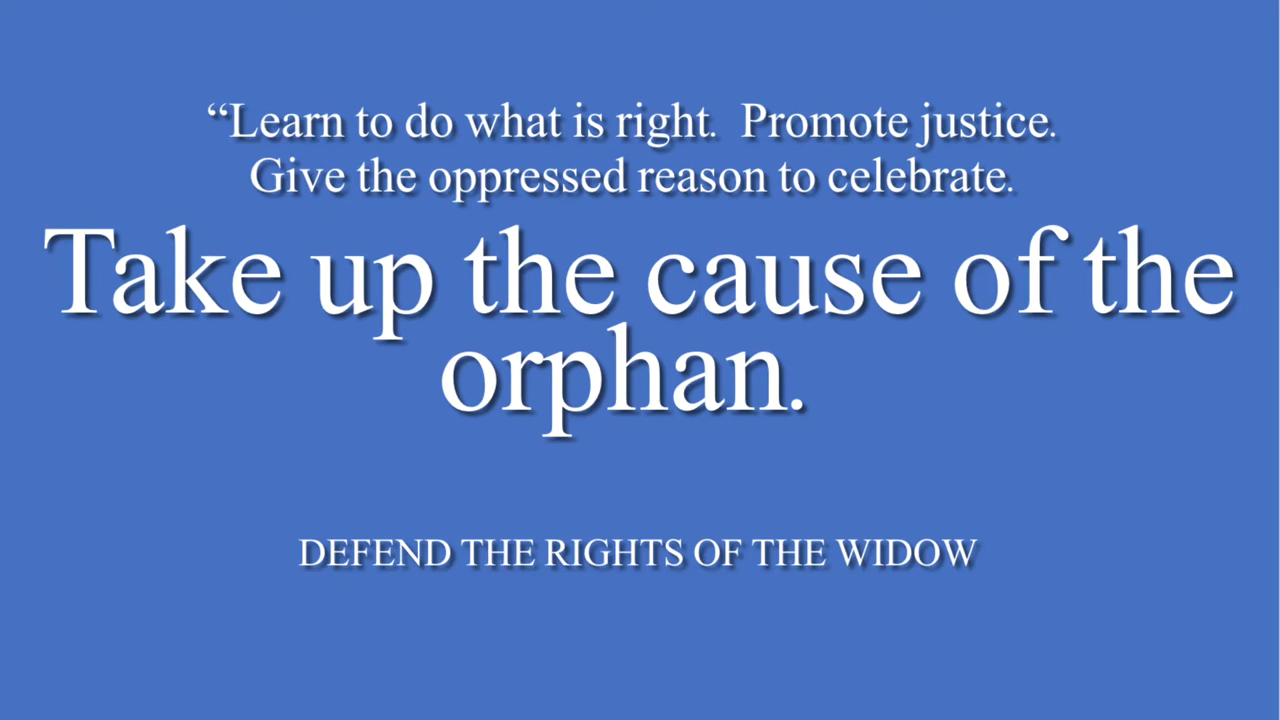 “Learn to do what is right.  Promote justice.
Give the oppressed reason to celebrate.
Take up the cause of the
orphan.
DEFEND THE RIGHTS OF THE WIDOW